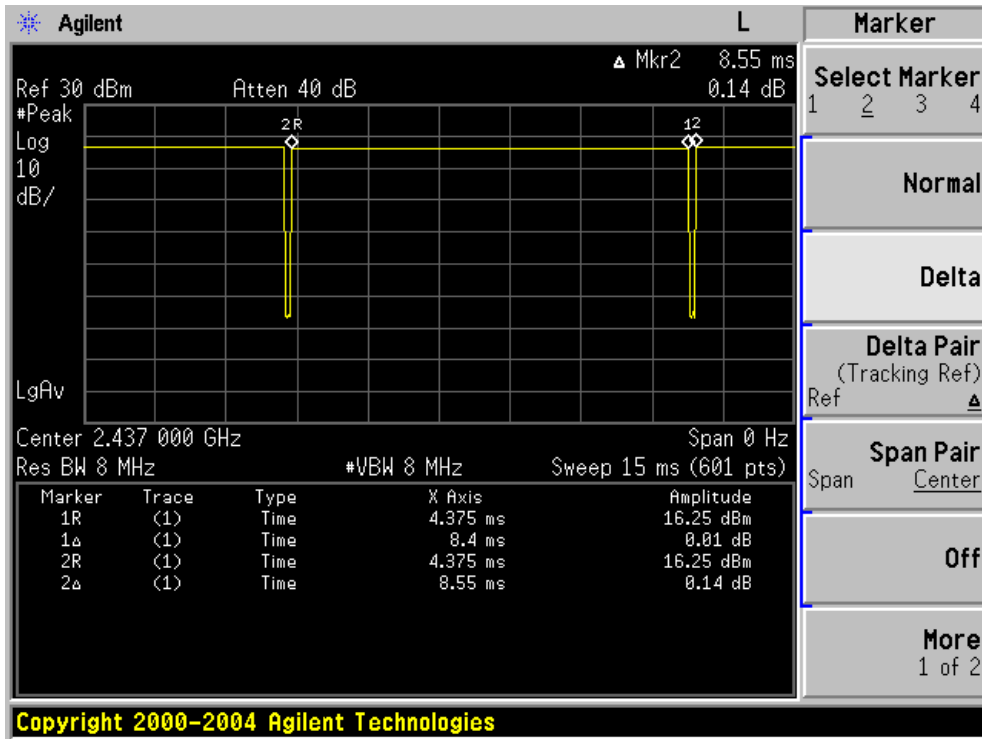 Agilent L
Marker
▵ Mkr2 8.55 ms
Ref 30 dBm Atten 40 dB 0.14 dB
#Peak
Log
10
dB/
2R
12
LgAv
Center 2.437 000 GHz Span 0 Hz
Res BW 8 MHz #VBW 8 MHz Sweep 15 ms (601 pts)
Marker Trace Type X Axis Amplitude
1R (1) Time 4.375 ms 16.25 dBm
1▵ (1) Time 8.4 ms 0.01 dB
2R (1) Time 4.375 ms 16.25 dBm
2▵ (1) Time 8.55 ms 0.14 dB
Select Marker
1 2 3 4
Normal
Delta
Delta Pair
(Tracking Ref)
Ref ▵
Span Pair
Span Center
Off
More
1 of 2
Copyright 2000-2004 Agilent Technologies